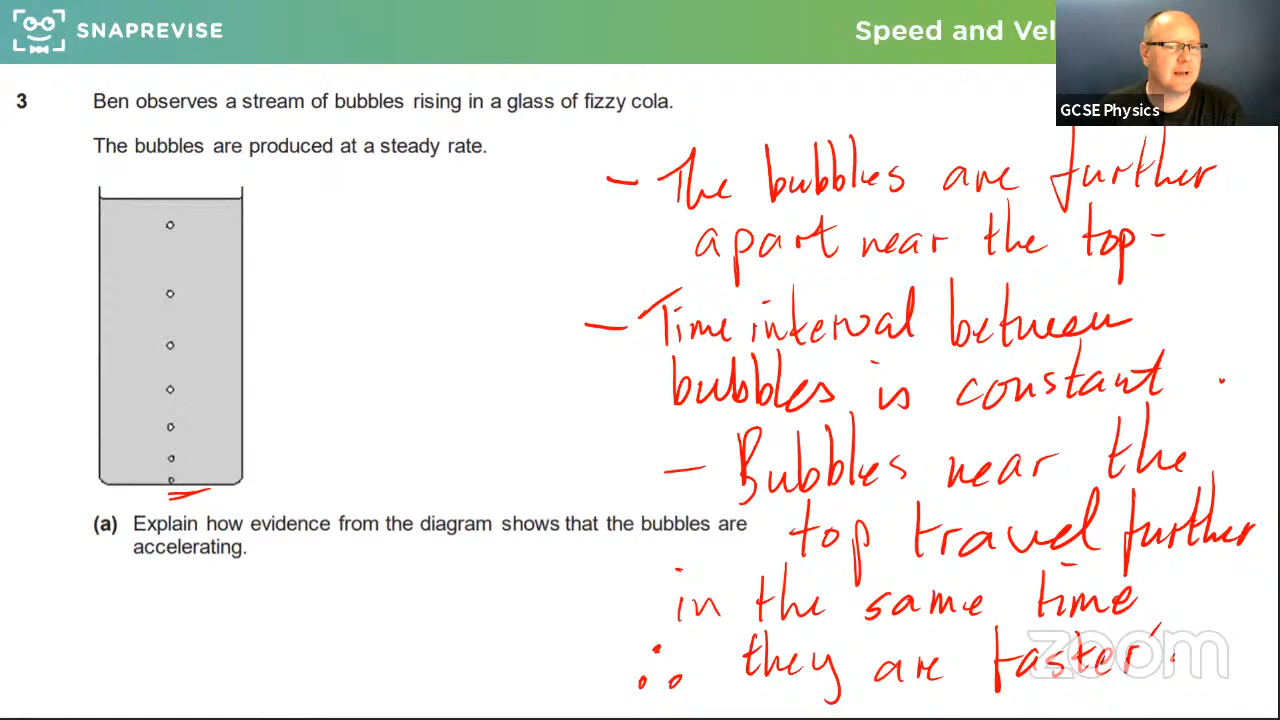 SNAPREVISE
Speed and Vel
GCSE Physics
3 Ben observes a stream of bubbles rising in a glass of fizzy cola.
The bubbles are produced at a steady rate.
(a) Explain how evidence from the diagram shows that the bubbles are
accelerating.
- The bubbles are further
apart near the top -
- Time interval between
bubbles is constant .
- Bubbles near the
top travel further
in the same time
∴ they are faster .
zoom